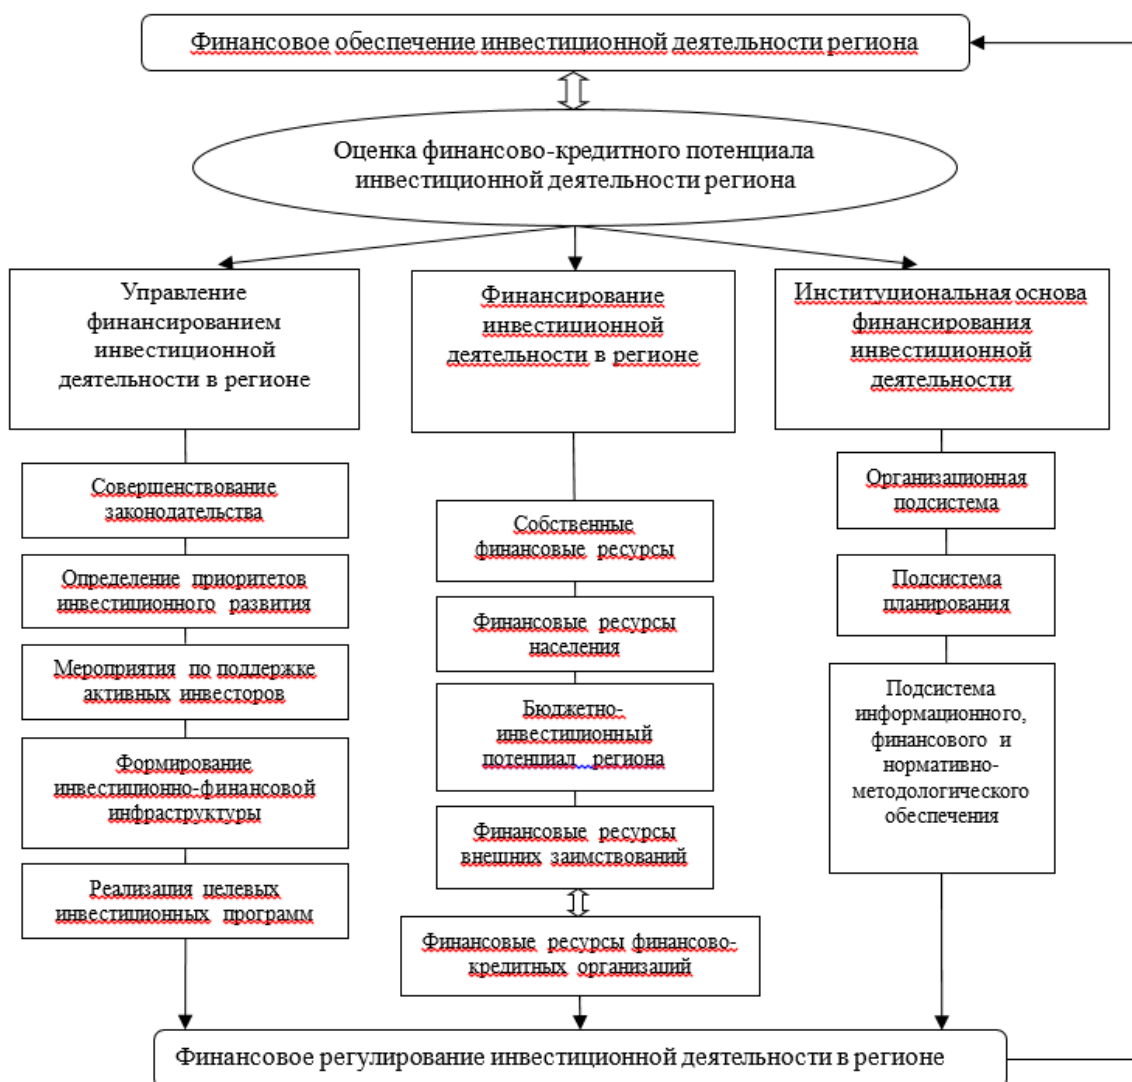 Финансовое обеспечение инвестиционной деятельности региона
Оценка финансово-кредитного потенциала
инвестиционной деятельности региона
Управление
финансированием
инвестиционной
деятельности в регионе
Совершенствование
законодательства
Определение приоритетов
инвестиционного развития
Мероприятия по поддержке
активных инвесторов
Формирование
инвестиционно-финансовой
инфраструктуры
Реализация целевых
инвестиционных программ
Финансирование
инвестиционной
деятельности в регионе
Собственные
финансовые ресурсы
Финансовые ресурсы
населения
Бюджетно-
инвестиционный
потенциал региона
Финансовые ресурсы
внешних заимствований
Финансовые ресурсы финансово-
кредитных организаций
Институциональная основа
финансирования
инвестиционной
деятельности
Организационная
подсистема
Подсистема
планирования
Подсистема
информационного,
финансового и
нормативно-
методологического
обеспечения
Финансовое регулирование инвестиционной деятельности в регионе